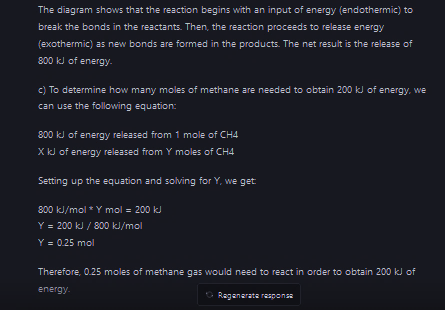 The diagram shows that the reaction begins with an input of energy (endothermic) to
break the bonds in the reactants. Then, the reaction proceeds to release energy
(exothermic) as new bonds are formed in the products. The net result is the release of
800 kJ of energy.
c) To determine how many moles of methane are needed to obtain 200 kJ of energy, we
can use the following equation:
800 kJ of energy released from 1 mole of CH4
X kJ of energy released from Y moles of CH4
Setting up the equation and solving for Y, we get:
800 kJ/mol * Y mol = 200 kJ
Y = 200 kJ / 800 kJ/mol
Y = 0.25 mol
Therefore, 0.25 moles of methane gas would need to react in order to obtain 200 kJ of
energy.
Regenerate response